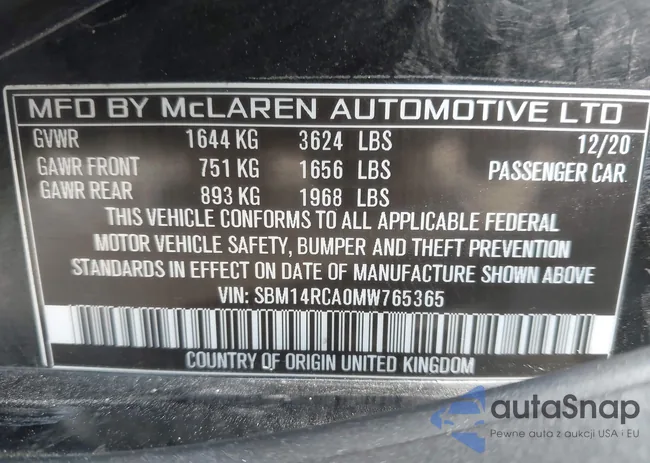 MFD BY McLAREN AUTOMOTIVE LTD
GVWR 1644 KG 3624 LBS 12/20
GAWR FRONT 751 KG 1656 LBS PASSENGER CAR
GAWR REAR 893 KG 1968 LBS
THIS VEHICLE CONFORMS TO ALL APPLICABLE FEDERAL
MOTOR VEHICLE SAFETY, BUMPER AND THEFT PREVENTION
STANDARDS IN EFFECT ON DATE OF MANUFACTURE SHOWN ABOVE
VIN: SBM14RCA0MW765365
COUNTRY OF ORIGIN UNITED KINGDOM
autaSnap
Pewne auta z aukcji USA i EU